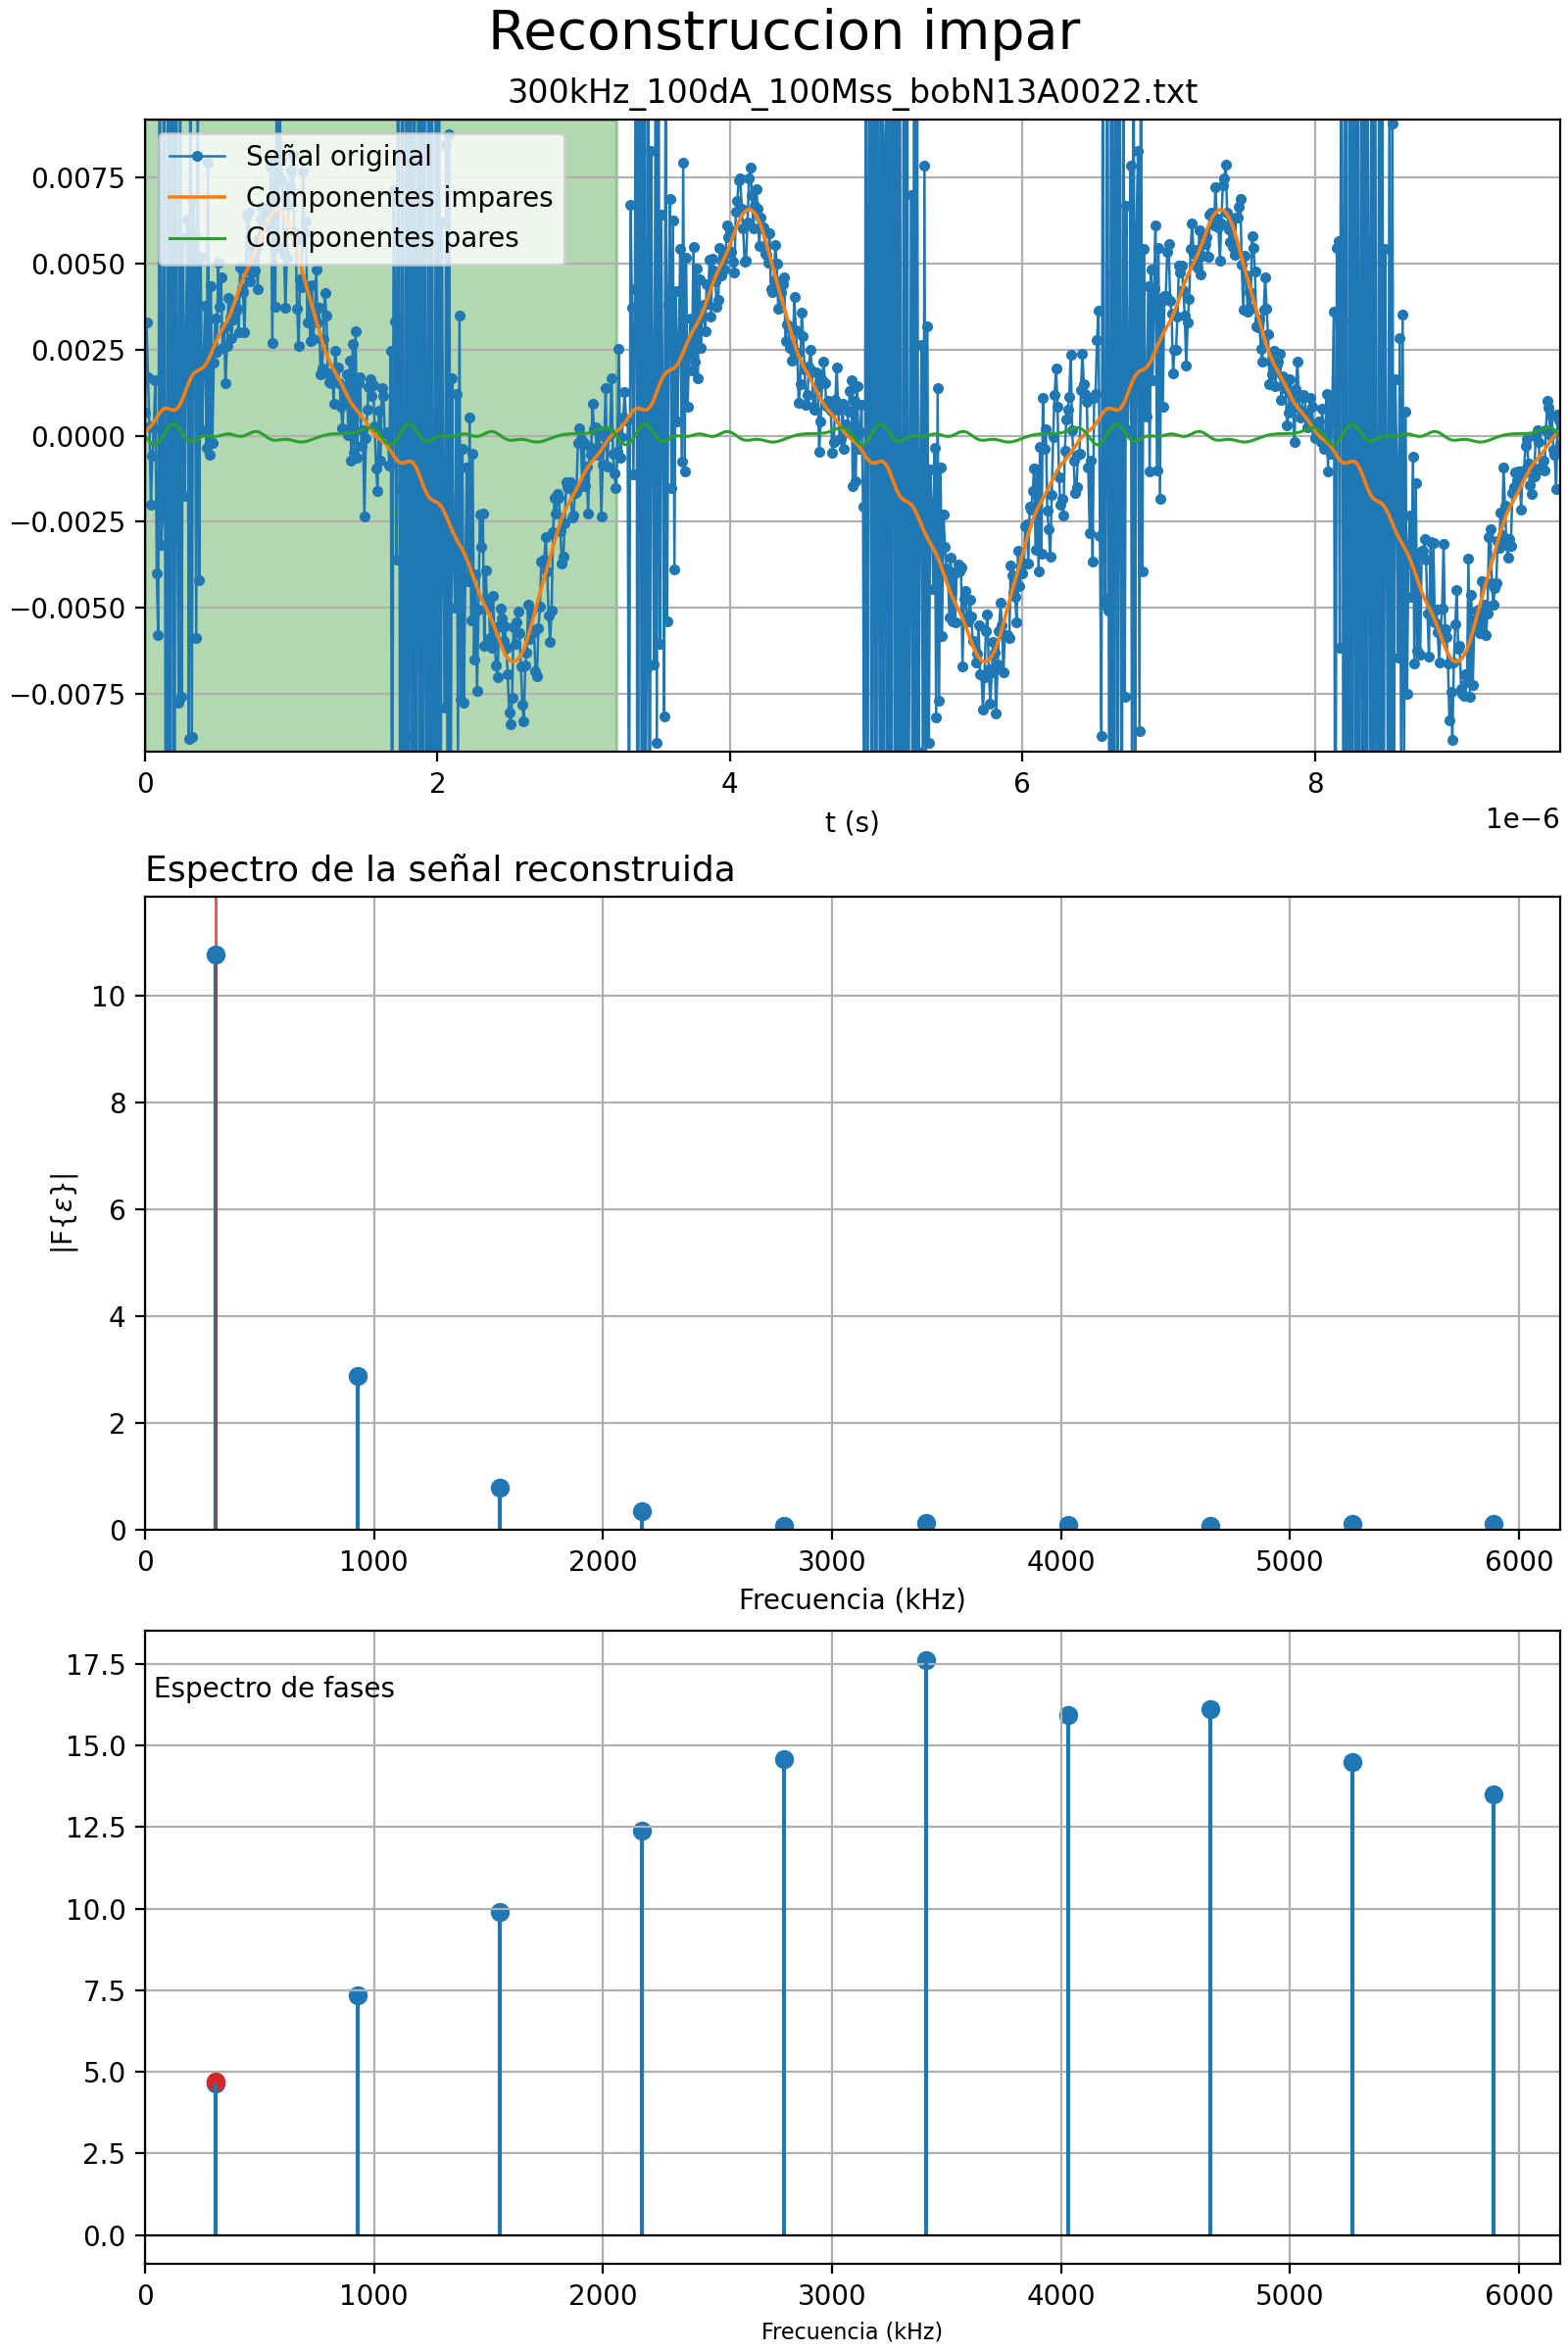 Reconstruccion impar
300kHz_100dA_100Mss_bobN13A0022.txt
Señal original
Componentes impares
Componentes pares
0.0075
0.0050
0.0025
0.0000
−0.0025
−0.0050
−0.0075
0 2 4 6 8
t (s)
1e−6
Espectro de la señal reconstruida
|F{ε}|
10
8
6
4
2
0
0 1000 2000 3000 4000 5000 6000
Frecuencia (kHz)
Espectro de fases
17.5
15.0
12.5
10.0
7.5
5.0
2.5
0.0
0 1000 2000 3000 4000 5000 6000
Frecuencia (kHz)